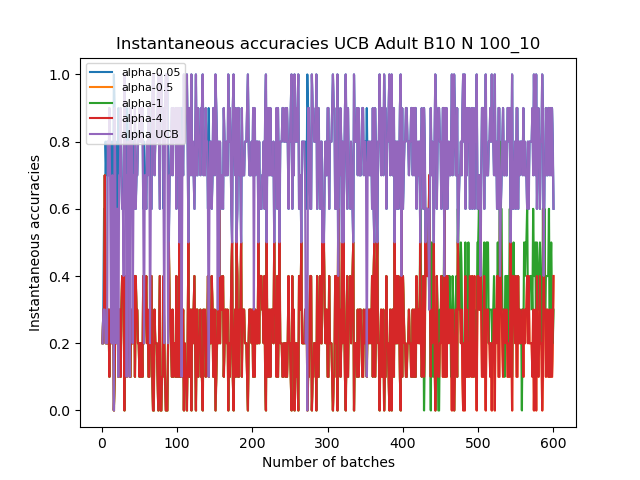 Instantaneous accuracies UCB Adult B10 N 100_10
alpha-0.05
alpha-0.5
alpha-1
alpha-4
alpha UCB
1.0
0.8
0.6
0.4
0.2
0.0
Instantaneous accuracies
0 100 200 300 400 500 600
Number of batches